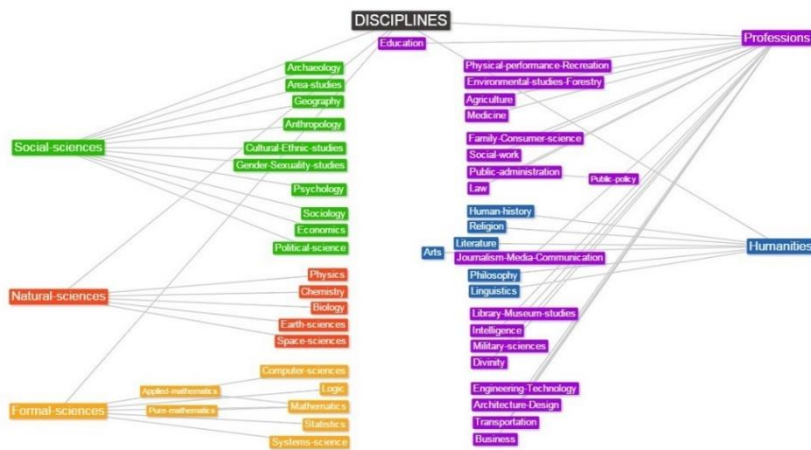 DISCIPLINES
Education
Professions
Archaeology
Area-studies
Geography
Anthropology
Social-sciences
Cultural-Ethnic-studies
Gender-Sexuality-studies
Psychology
Sociology
Economics
Political-science
Physical-performance-Recreation
Environmental-studies-Forestry
Agriculture
Medicine
Family-Consumer-science
Social-work
Public-administration
Public-policy
Law
Human-history
Religion
Literature
Arts
Humanities
Journalism-Media-Communication
Philosophy
Linguistics
Physics
Chemistry
Natural-sciences
Biology
Earth-sciences
Space-sciences
Library-Museum-studies
Intelligence
Military-sciences
Divinity
Computer-sciences
Applied-mathematics
Logic
Formal-sciences
Pure-mathematics
Mathematics
Statistics
Systems-science
Engineering-Technology
Architecture-Design
Transportation
Business